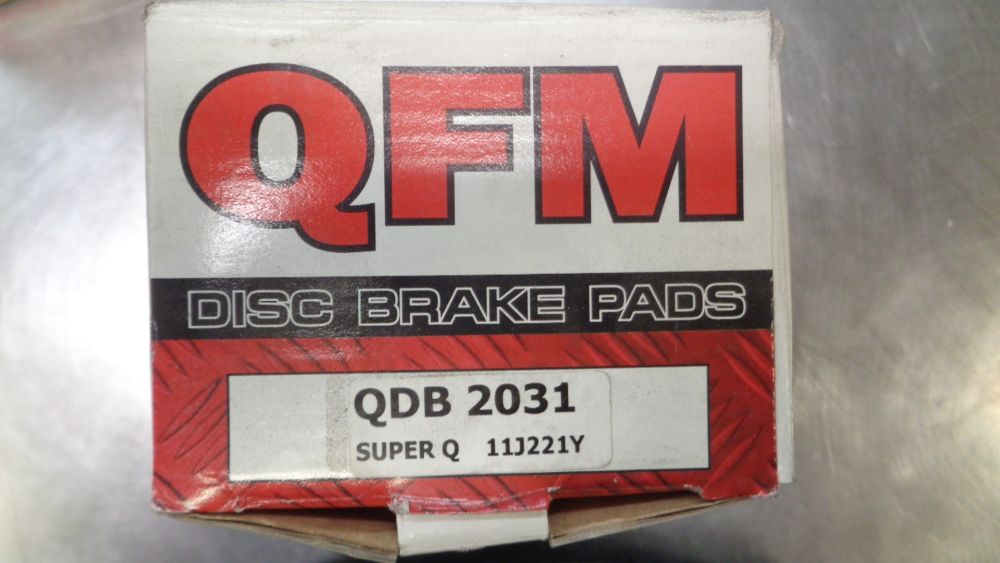 QFM
DISC BRAKE PADS
QDB 2031
SUPER Q 11J221Y